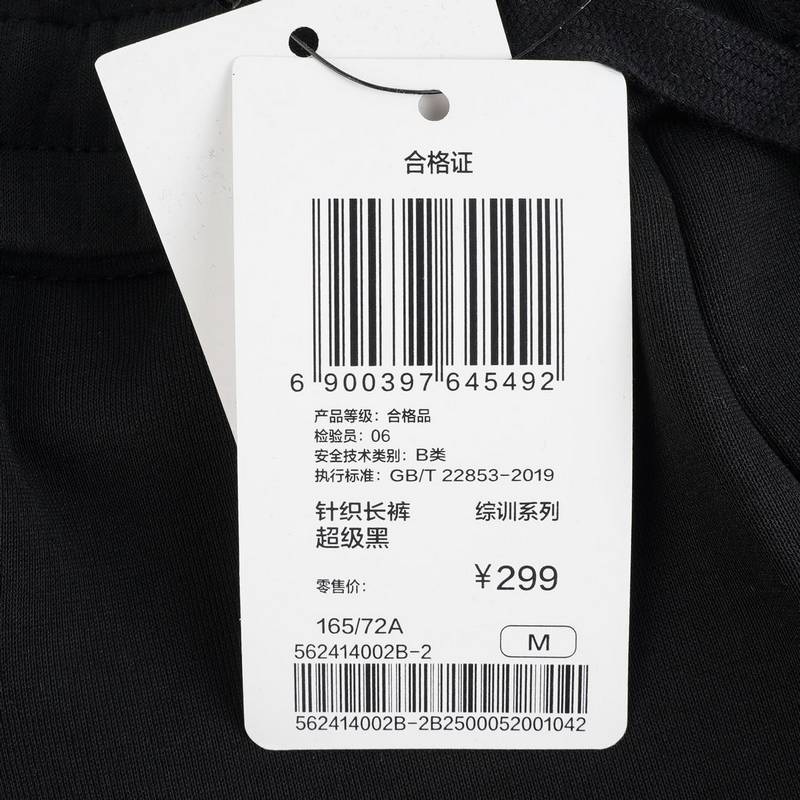 合格证
6 900397 645492
产品等级：合格品
检验员：06
安全技术类别：B类
执行标准：GB/T 22853-2019
针织长裤 综训系列
超级黑
零售价： ¥299
165/72A
562414002B-2 M
562414002B-2B2500052001042